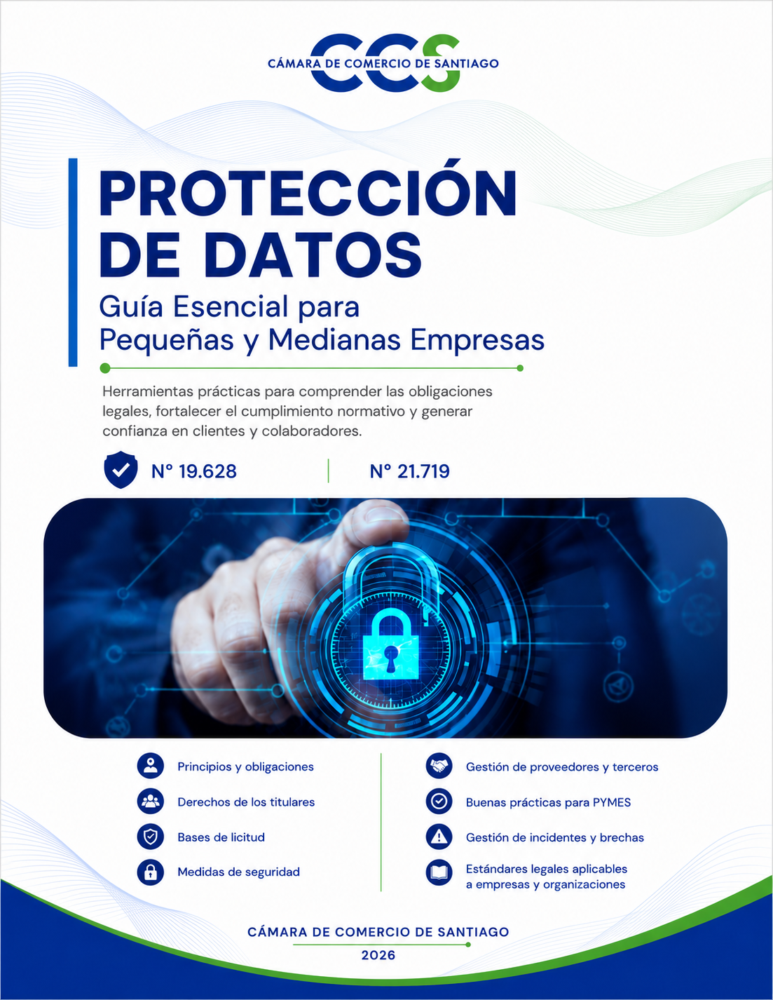 CCS
CÁMARA DE COMERCIO DE SANTIAGO
PROTECCIÓN
DE DATOS
Guía Esencial para
Pequeñas y Medianas Empresas
Herramientas prácticas para comprender las obligaciones
legales, fortalecer el cumplimiento normativo y generar
confianza en clientes y colaboradores.
N° 19.628
N° 21.719
Principios y obligaciones
Derechos de los titulares
Bases de licitud
Medidas de seguridad
Gestión de proveedores y terceros
Buenas prácticas para PYMES
Gestión de incidentes y brechas
Estándares legales aplicables
a empresas y organizaciones
CÁMARA DE COMERCIO DE SANTIAGO
2026